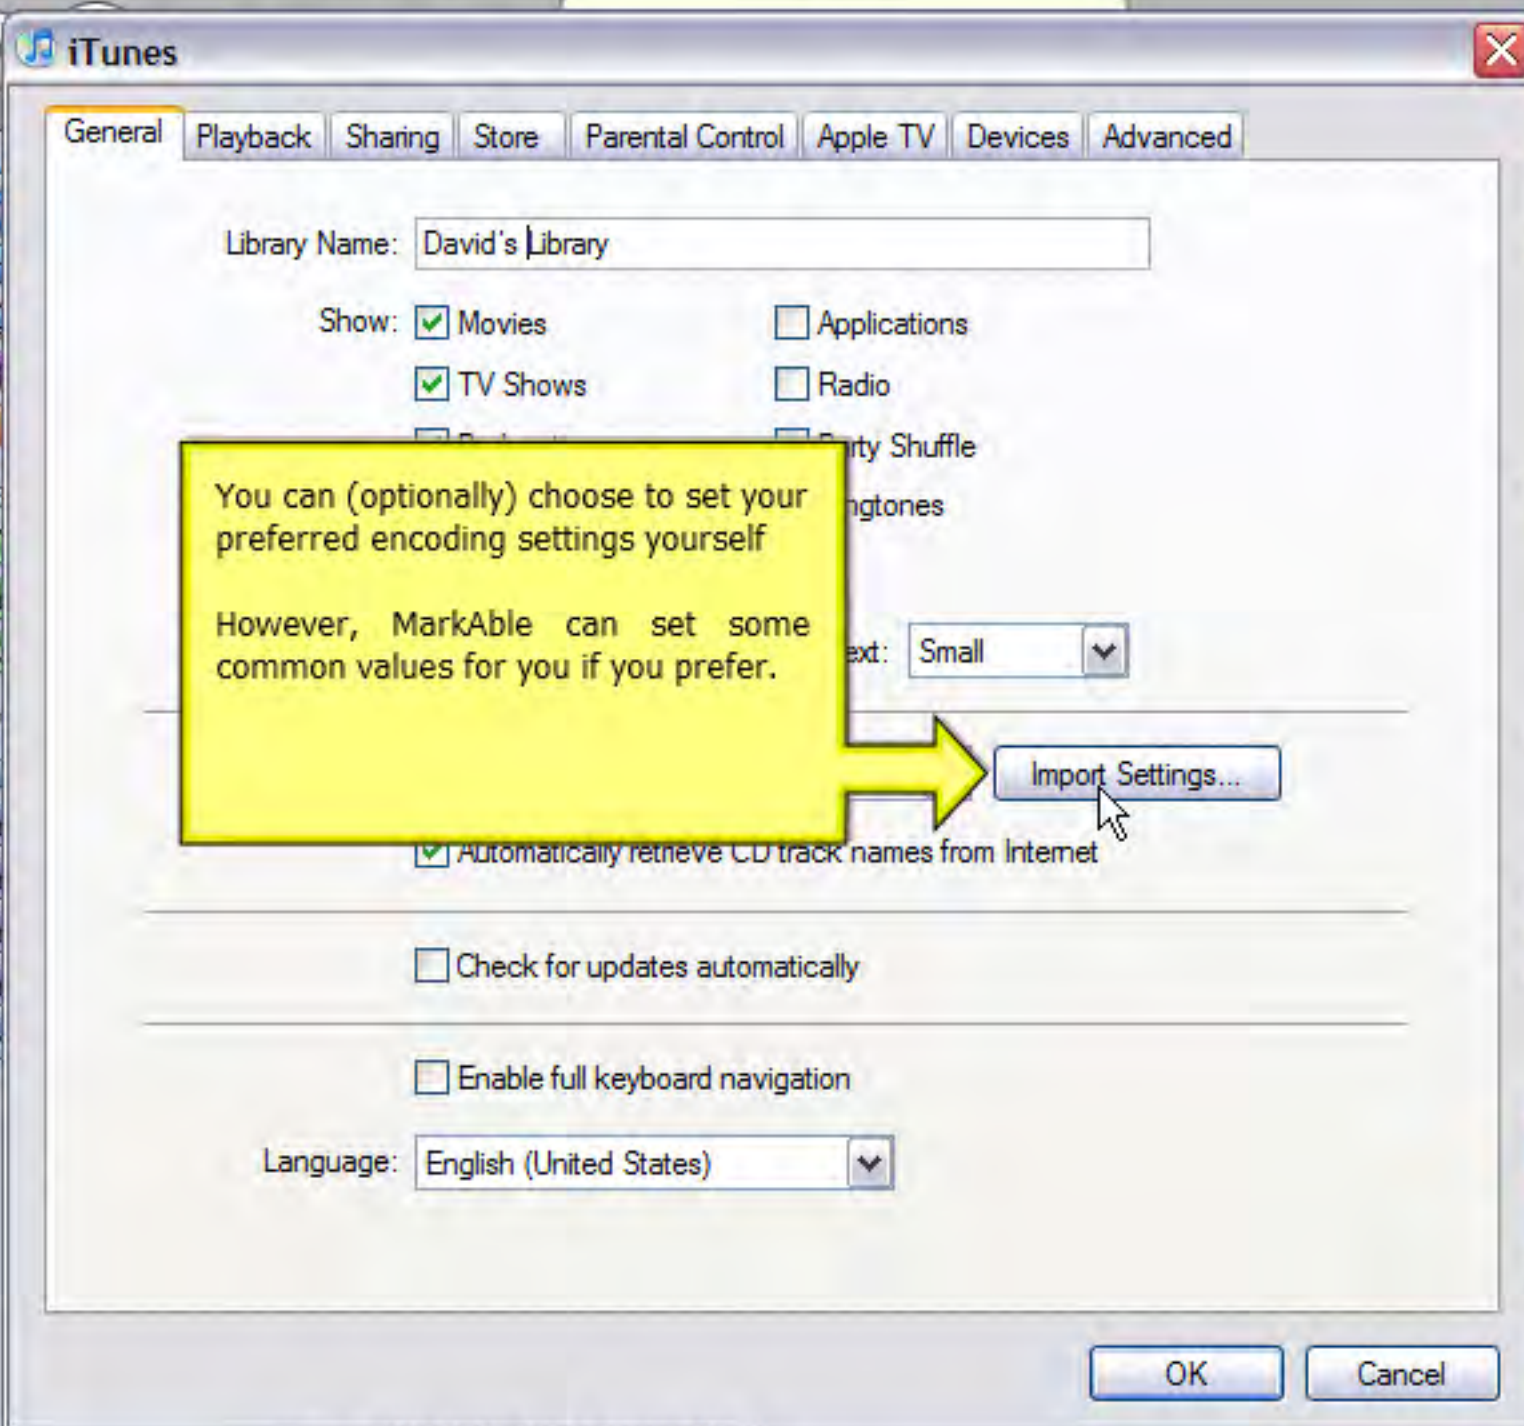 iTunes
General Playback Sharing Store Parental Control Apple TV Devices Advanced
Library Name: David's Library
Show: Movies Applications
TV Shows Radio
Shuffle
You can (optionally) choose to set your
preferred encoding settings yourself
However, MarkAble can set some
common values for you if you prefer.
Small
Import Settings...
Automatically retrieve CD track names from Internet
Check for updates automatically
Enable full keyboard navigation
Language: English (United States)
OK Cancel